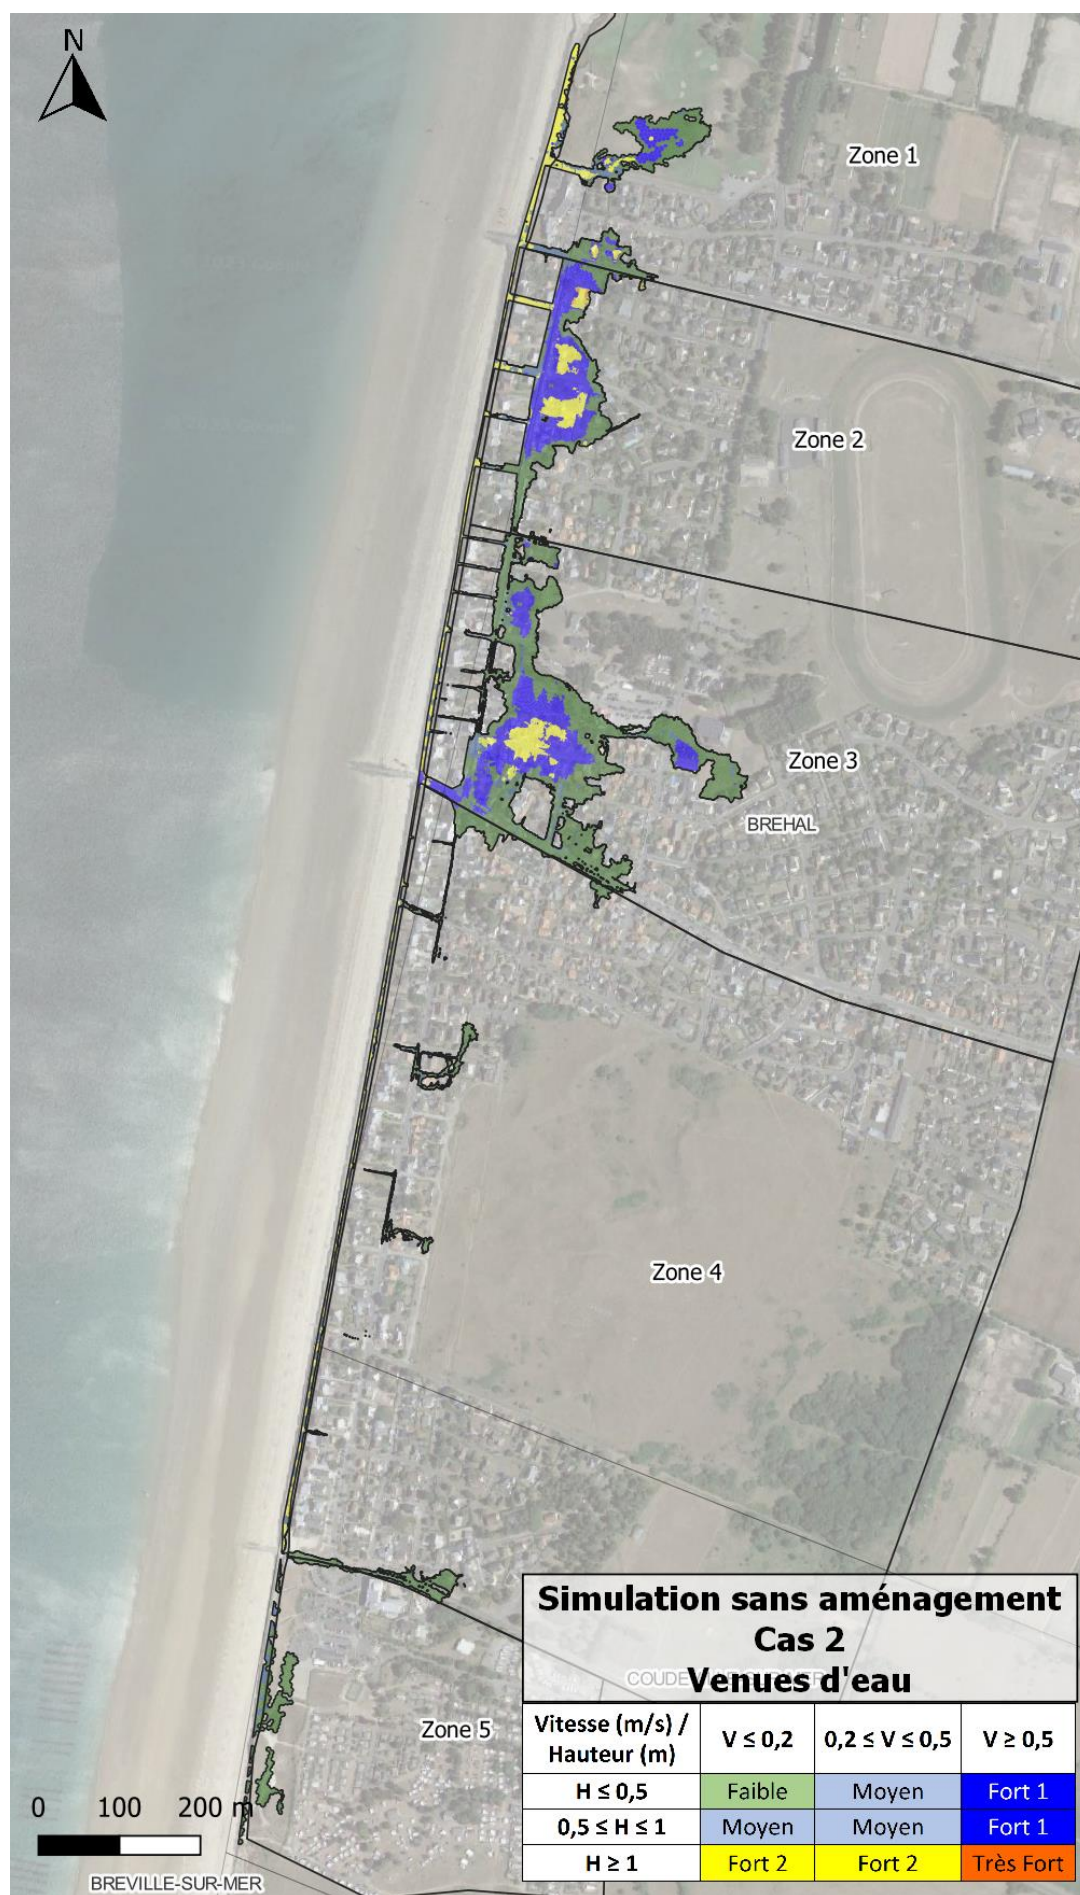 N
Zone 1
Zone 2
Zone 3
BREHAL
Zone 4
Simulation sans aménagement
Cas 2
Venues d'eau
Zone 5
Vitesse (m/s) / Hauteur (m) V ≤ 0,2 0,2 ≤ V ≤ 0,5 V ≥ 0,5
H ≤ 0,5 Faible Moyen Fort 1
0,5 ≤ H ≤ 1 Moyen Moyen Fort 1
H ≥ 1 Fort 2 Fort 2 Très Fort
0 100 200 m
BREVILLE-SUR-MER